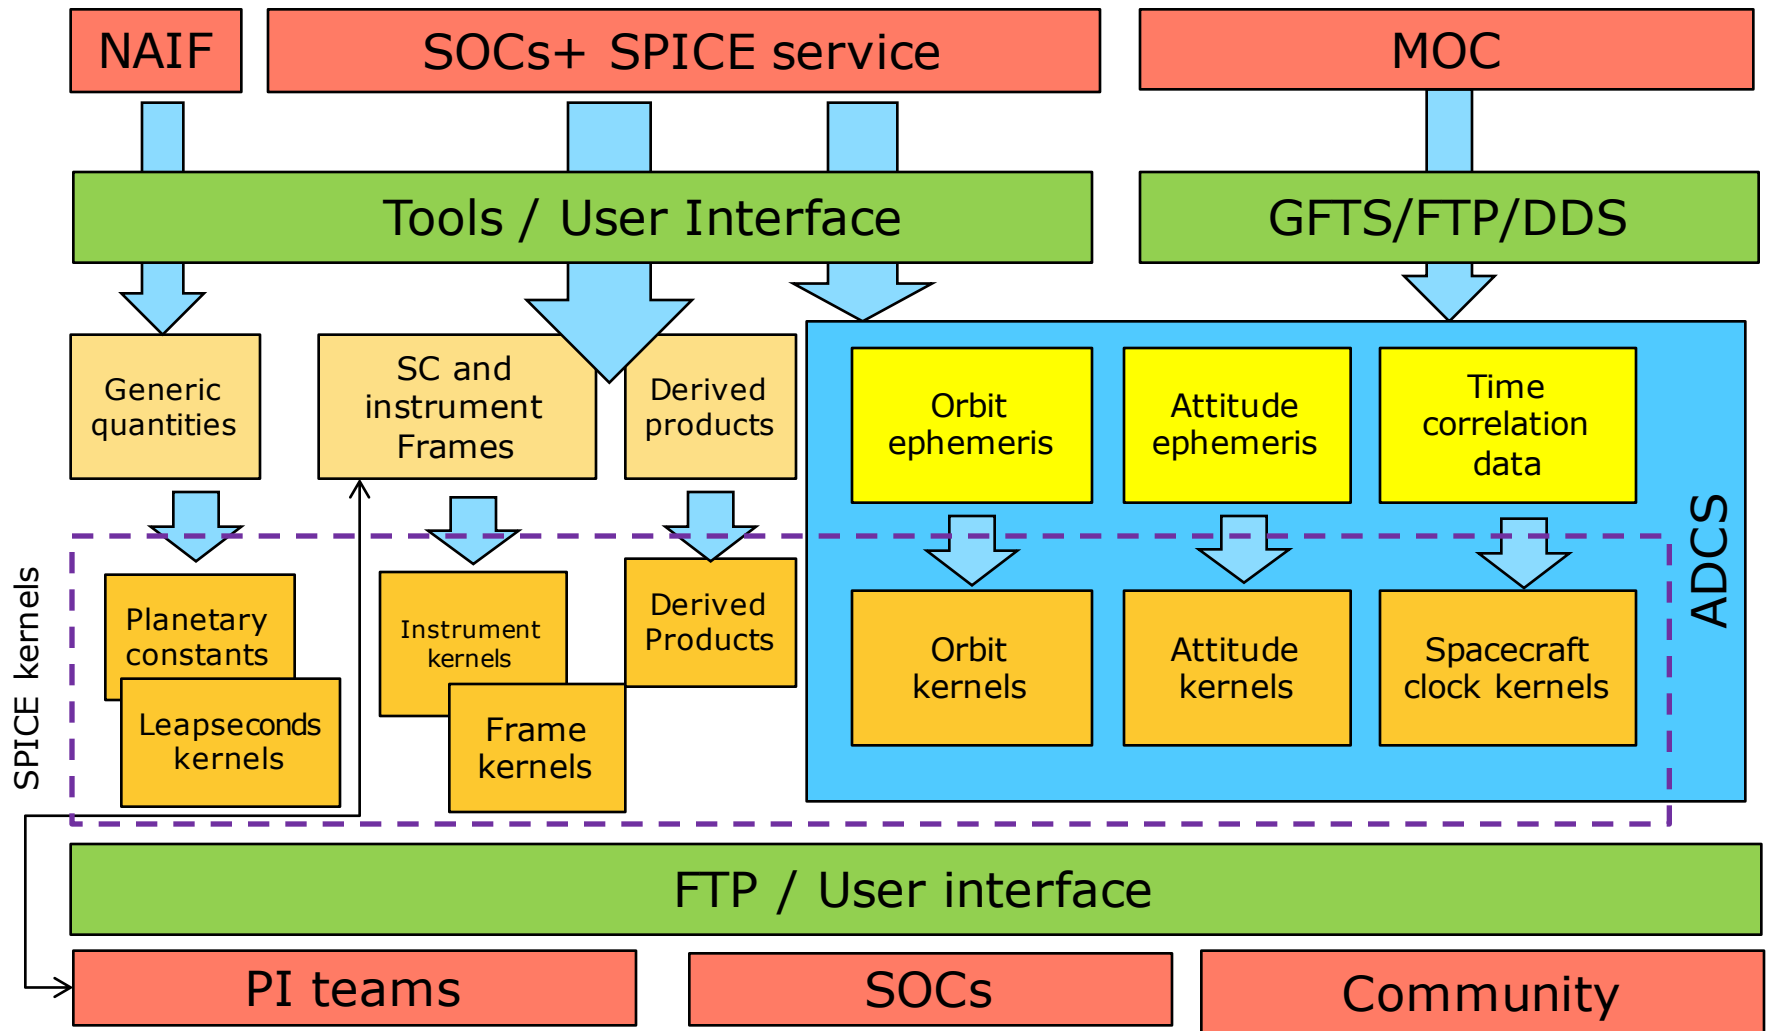 NAIF
SOCs+ SPICE service
MOC
Tools / User Interface
GFTS/FTP/DDS
Generic
quantities
SC and
instrument
Frames
Derived
products
Orbit
ephemeris
Attitude
ephemeris
Time
correlation
data
ADCS
SPICE kernels
Planetary
constants
Leapseconds
kernels
Instrument
kernels
Frame
kernels
Derived
Products
Orbit
kernels
Attitude
kernels
Spacecraft
clock kernels
FTP / User interface
PI teams
SOCs
Community